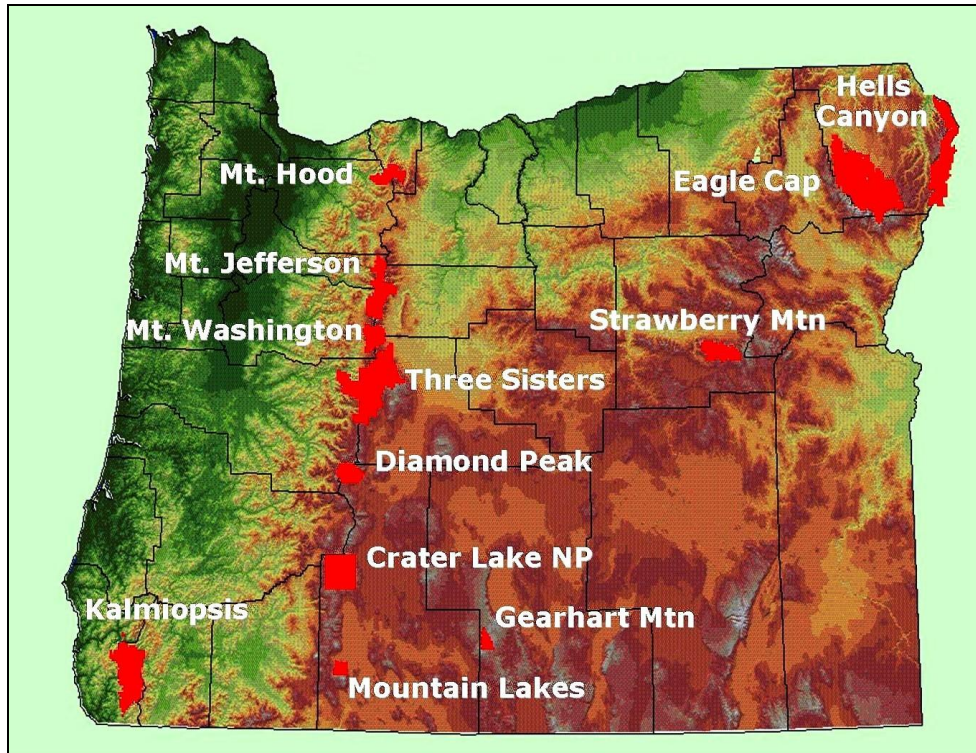 Hells
Canyon
Mt. Hood
Eagle Cap
Mt. Jefferson
Mt. Washington
Strawberry Mtn
Three Sisters
Diamond Peak
Crater Lake NP
Kalmiopsis
Gearhart Mtn
Mountain Lakes